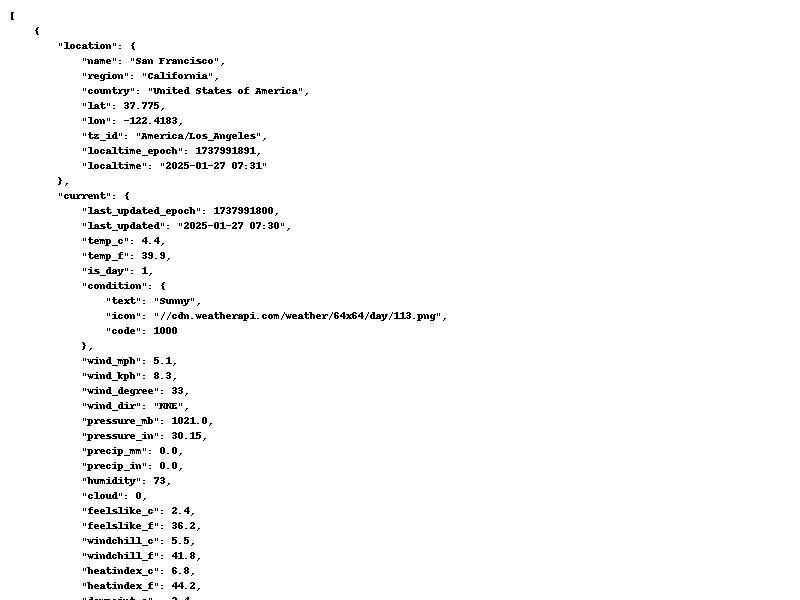 [
{
"location": {
"name": "San Francisco",
"region": "California",
"country": "United States of America",
"lat": 37.775,
"lon": -122.4183,
"tz_id": "America/Los_Angeles",
"localtime_epoch": 1737991891,
"localtime": "2025-01-27 07:31"
},
"current": {
"last_updated_epoch": 1737991800,
"last_updated": "2025-01-27 07:30",
"temp_c": 4.4,
"temp_f": 39.9,
"is_day": 1,
"condition": {
"text": "Sunny",
"icon": "//cdn.weatherapi.com/weather/64x64/day/113.png",
"code": 1000
},
"wind_mph": 5.1,
"wind_kph": 8.3,
"wind_degree": 33,
"wind_dir": "NNE",
"pressure_mb": 1021.0,
"pressure_in": 30.15,
"precip_mm": 0.0,
"precip_in": 0.0,
"humidity": 73,
"cloud": 0,
"feelslike_c": 2.4,
"feelslike_f": 36.2,
"windchill_c": 5.5,
"windchill_f": 41.8,
"heatindex_c": 6.8,
"heatindex_f": 44.2,